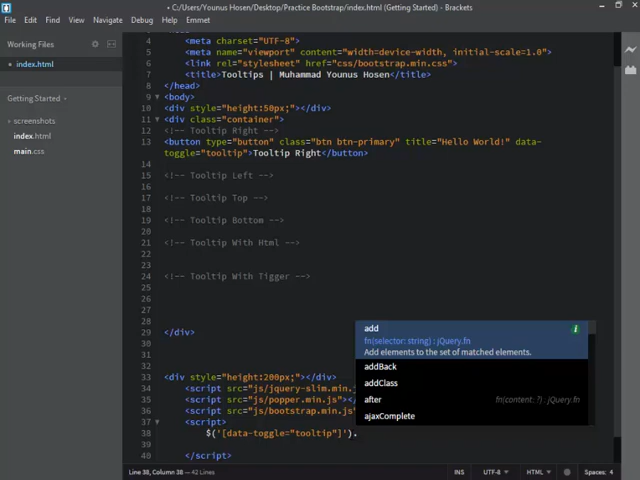 • C:/Users/Younus Hosen/Desktop/Practice Bootstrap/index.html (Getting Started) - Brackets
File Edit Find View Navigate Debug Help Emmet
Working Files
• index.html
Getting Started
screenshots
index.html
main.css
4 <meta charset="UTF-8">
5 <meta name="viewport" content="width=device-width, initial-scale=1.0">
6 <link rel="stylesheet" href="css/bootstrap.min.css">
7 <title>Tooltips | Muhammad Younus Hosen</title>
8 </head>
9 <body>
10 <div style="height:50px;"></div>
11 <div class="container">
12 <!-- Tooltip Right -->
13 <button type="button" class="btn btn-primary" title="Hello World!" data-
toggle="tooltip">Tooltip Right</button>
14
15 <!-- Tooltip Left -->
16
17 <!-- Tooltip Top -->
18
19 <!-- Tooltip Bottom -->
20
21 <!-- Tooltip With Html -->
22
23
24 <!-- Tooltip With Tigger -->
25
26
27
28
29 </div>
30
31
32
33 <div style="height:200px;"></div>
34 <script src="js/jquery-slim.min.j
35 <script src="js/popper.min.js"><
36 <script src="js/bootstrap.min.js"
37 <script>
38 $('[data-toggle="tooltip"]').
39
40 </script>
add
fn(selector: string) : jQuery.fn
Add elements to the set of matched elements.
addBack
addClass
after fn(content: ?) : jQuery.fn
ajaxComplete
Line 38, Column 38 — 42 Lines
INS UTF-8 HTML Spaces: 4